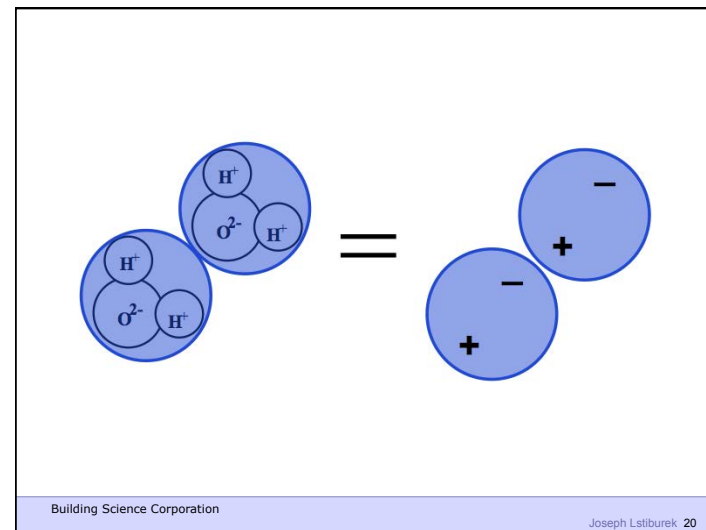 H+
O2-
H+
H+
O2-
H+
=
−
+
−
+
Building Science Corporation
Joseph Lstiburek 20